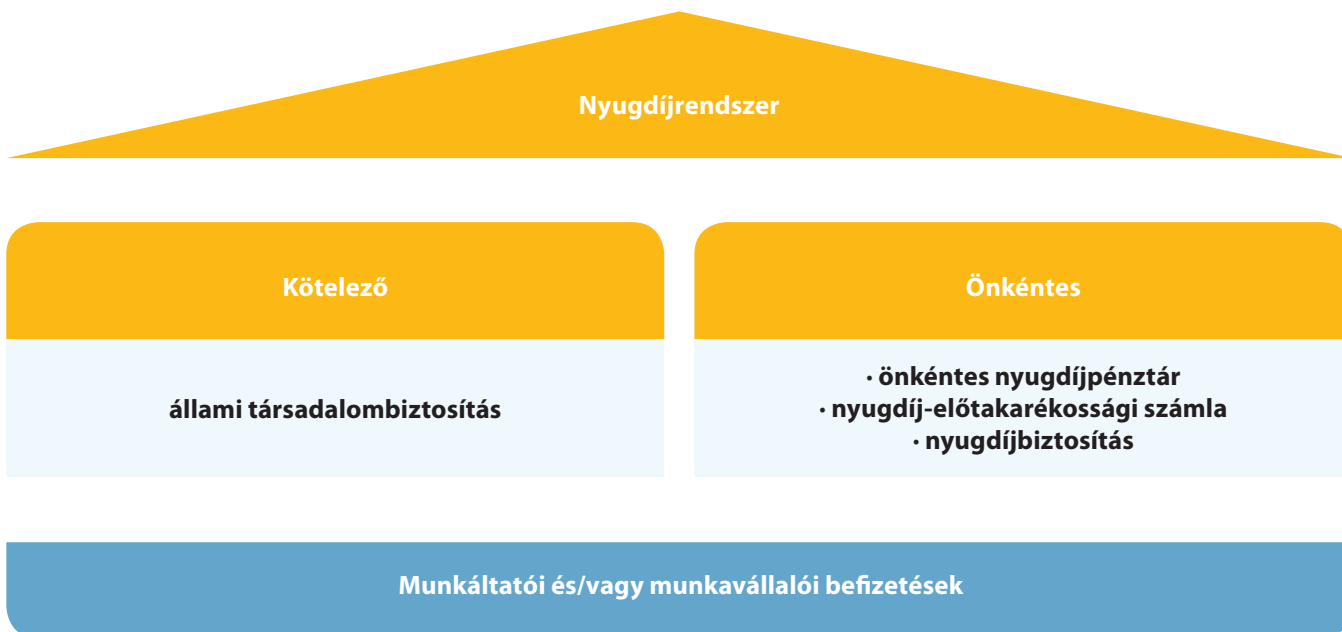 Nyugdíjrendszer
Kötelező
állami társadalombiztosítás
Önkéntes
· önkéntes nyugdíjpénztár
· nyugdíj-előtakarékossági számla
· nyugdíjbiztosítás
Munkáltatói és/vagy munkavállalói befizetések